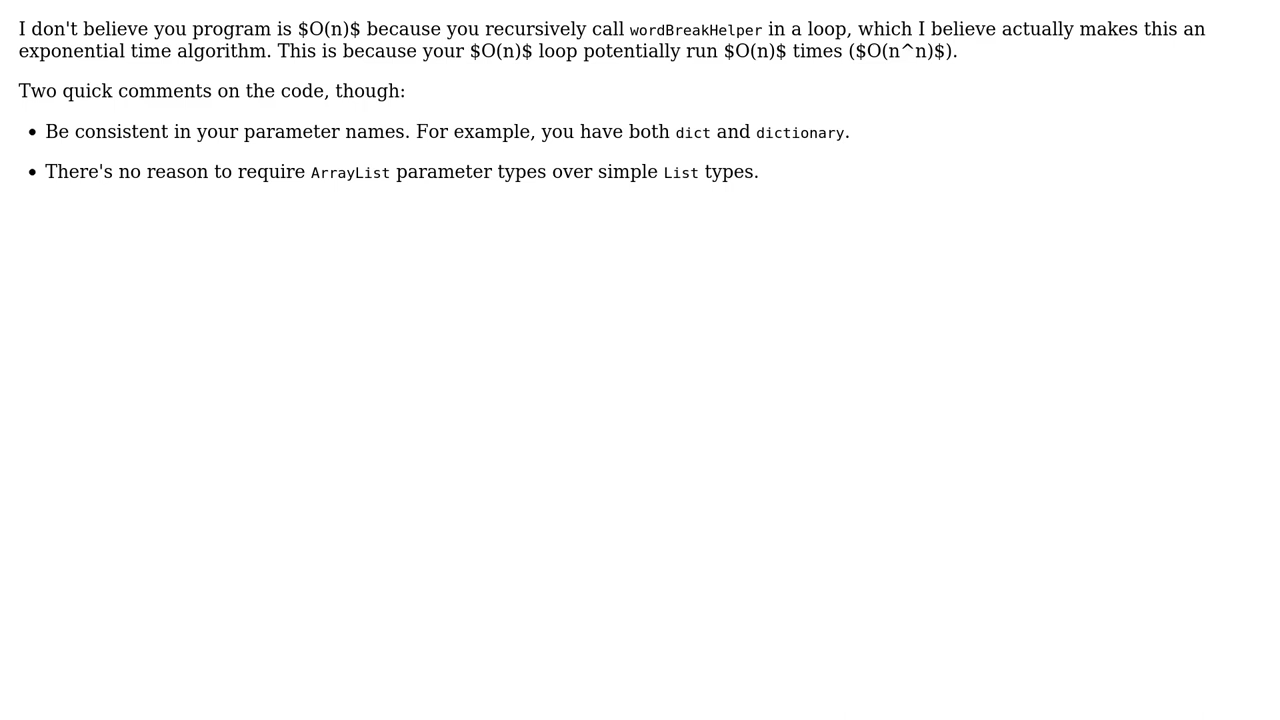 I don't believe you program is $O(n)$ because you recursively call wordBreakHelper in a loop, which I believe actually makes this an
exponential time algorithm. This is because your $O(n)$ loop potentially run $O(n)$ times ($O(n^n)$).
Two quick comments on the code, though:
• Be consistent in your parameter names. For example, you have both dict and dictionary.
• There's no reason to require ArrayList parameter types over simple List types.